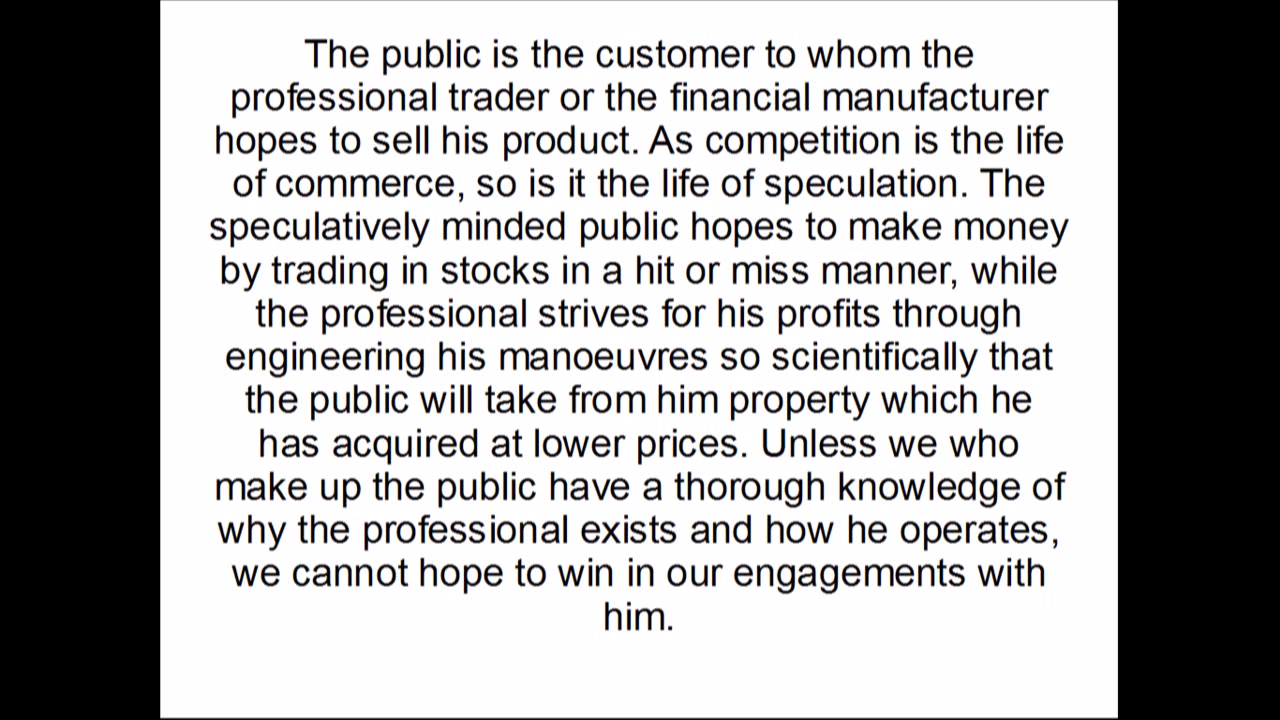 The public is the customer to whom the
professional trader or the financial manufacturer
hopes to sell his product. As competition is the life
of commerce, so is it the life of speculation. The
speculatively minded public hopes to make money
by trading in stocks in a hit or miss manner, while
the professional strives for his profits through
engineering his manoeuvres so scientifically that
the public will take from him property which he
has acquired at lower prices. Unless we who
make up the public have a thorough knowledge of
why the professional exists and how he operates,
we cannot hope to win in our engagements with
him.